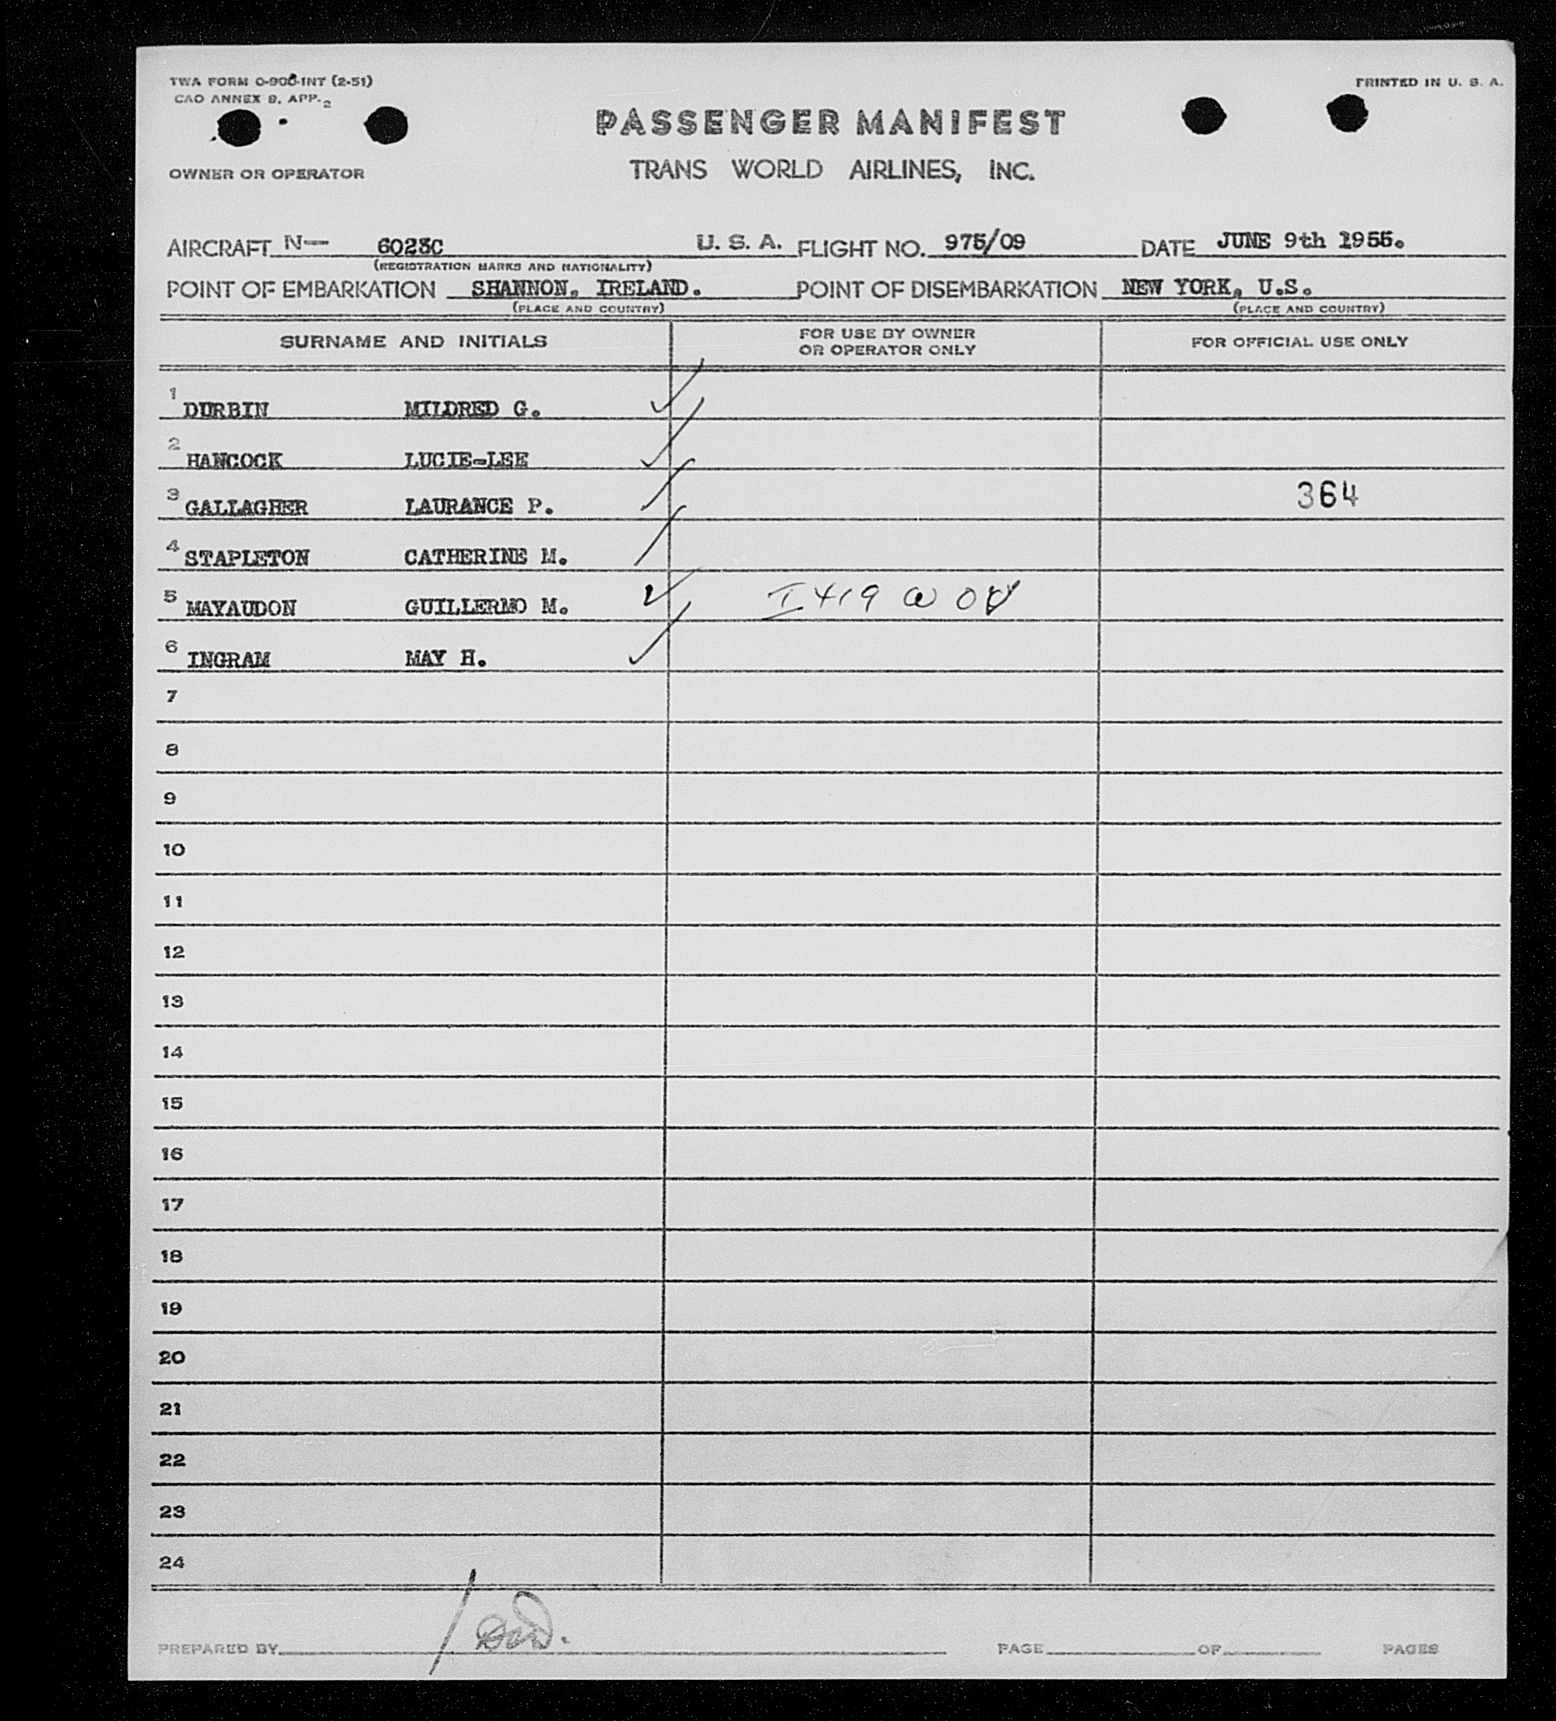 TWA FORM O-906-INT (2-51)
CAO ANNEX 9, APP. 2
PRINTED IN U. S. A.
PASSENGER MANIFEST
OWNER OR OPERATOR
TRANS WORLD AIRLINES, INC.
AIRCRAFT N— 6023C U. S. A. FLIGHT NO. 975/09 DATE JUNE 9th 1955.
(REGISTRATION MARKS AND NATIONALITY)
POINT OF EMBARKATION SHANNON, IRELAND. POINT OF DISEMBARKATION NEW YORK, U.S.
(PLACE AND COUNTRY) (PLACE AND COUNTRY)
SURNAME AND INITIALS FOR USE BY OWNER OR OPERATOR ONLY FOR OFFICIAL USE ONLY
1 DURBIN MILDRED G.
2 HANCOCK LUCIE-LEE
3 GALLAGHER LAURANCE P. 364
4 STAPLETON CATHERINE M.
5 MAYAUDON GUILLERMO M. I 419
6 INGRAM MAY H.
7
8
9
10
11
12
13
14
15
16
17
18
19
20
21
22
23
24
PREPARED BY PAGE OF PAGES